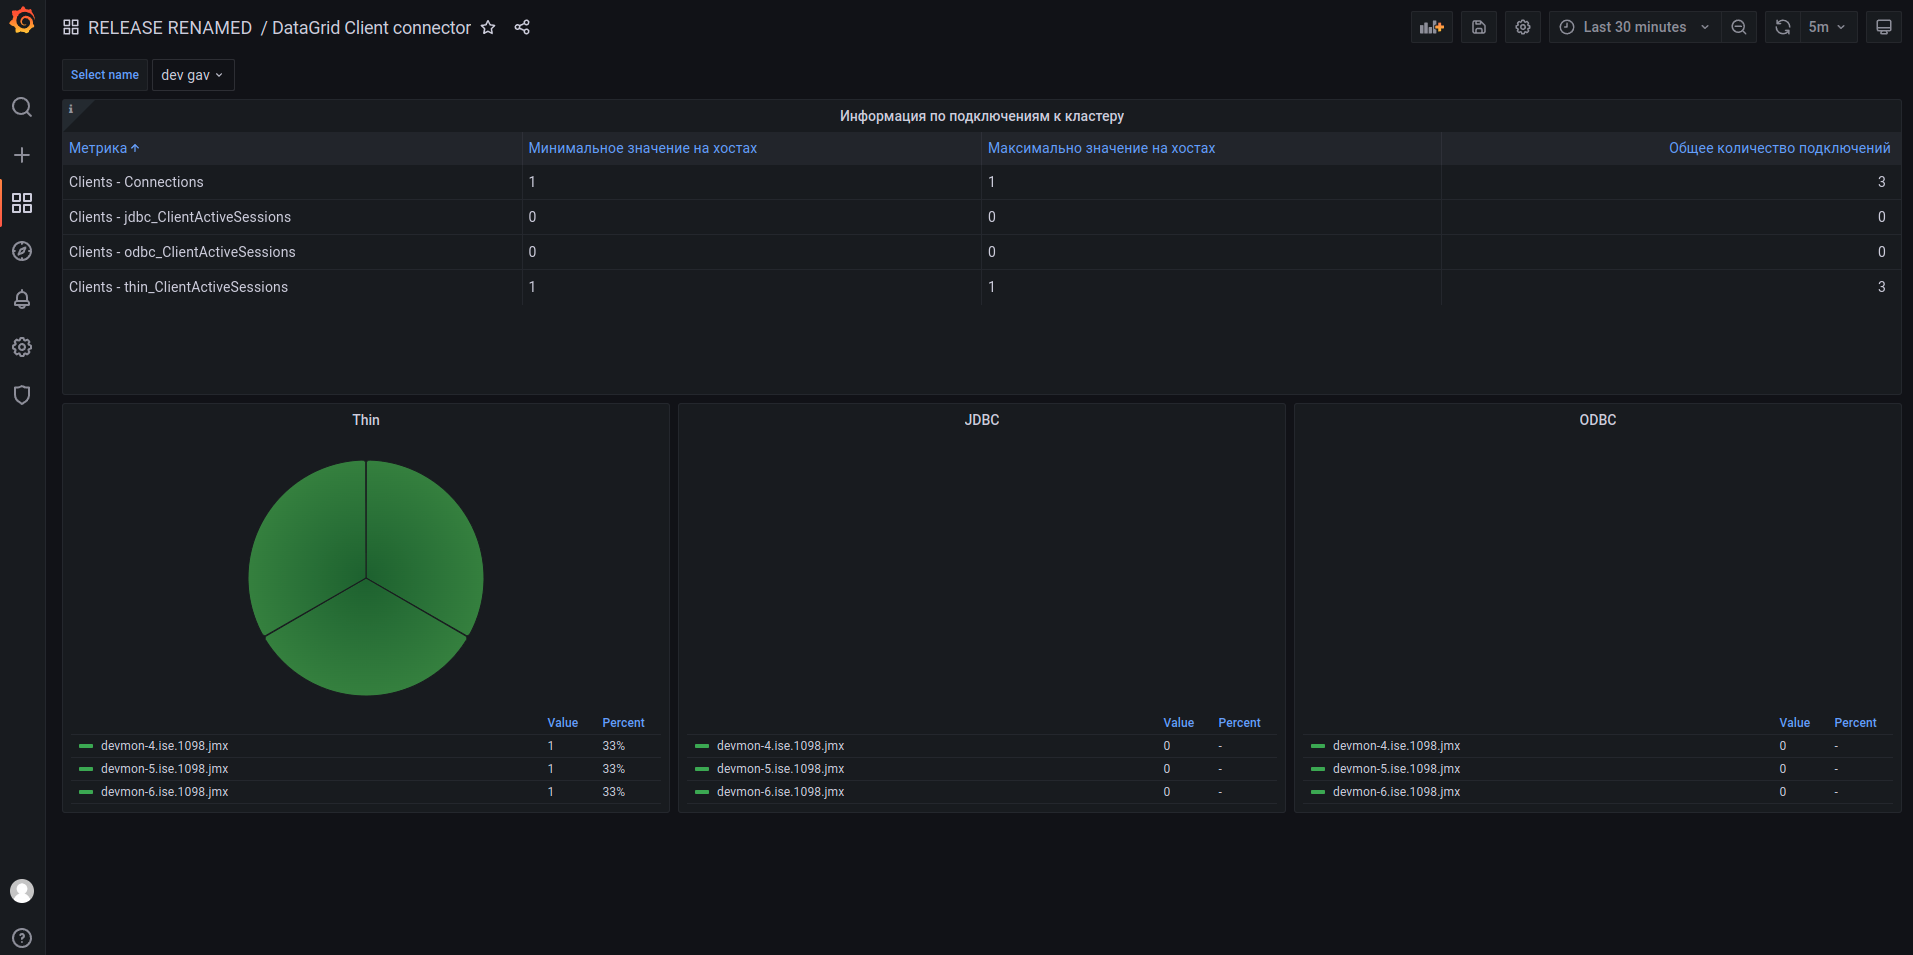 RELEASE RENAMED / DataGrid Client connector
Last 30 minutes
5m
Select name
dev gav
i
Информация по подключениям к кластеру
Метрика Минимальное значение на хостах Максимально значение на хостах Общее количество подключений
Clients - Connections 1 1 3
Clients - jdbc_ClientActiveSessions 0 0 0
Clients - odbc_ClientActiveSessions 0 0 0
Clients - thin_ClientActiveSessions 1 1 3
Thin
Value Percent
devmon-4.ise.1098.jmx 1 33%
devmon-5.ise.1098.jmx 1 33%
devmon-6.ise.1098.jmx 1 33%
JDBC
Value Percent
devmon-4.ise.1098.jmx 0 -
devmon-5.ise.1098.jmx 0 -
devmon-6.ise.1098.jmx 0 -
ODBC
Value Percent
devmon-4.ise.1098.jmx 0 -
devmon-5.ise.1098.jmx 0 -
devmon-6.ise.1098.jmx 0 -